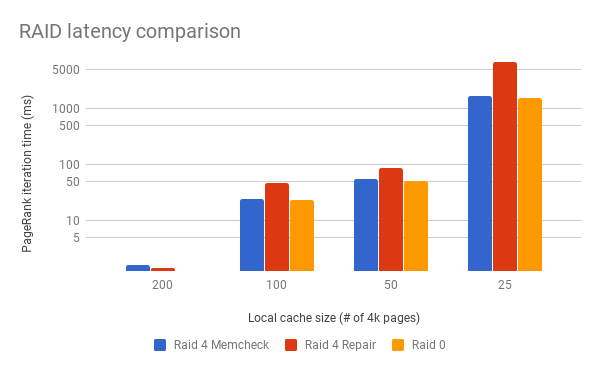 RAID latency comparison
PageRank iteration time (ms)
5000
1000
500
100
50
10
5
200
100
50
25
Local cache size (# of 4k pages)
Raid 4 Memcheck
Raid 4 Repair
Raid 0